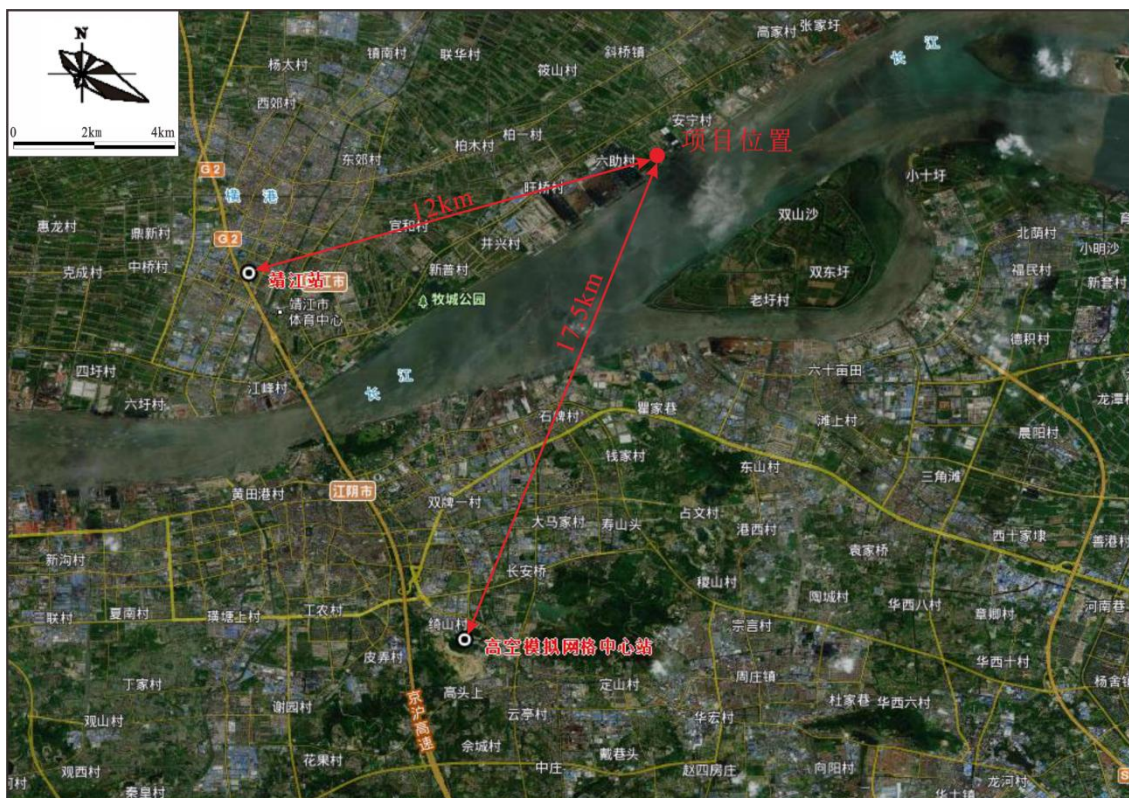 N
0 2km 4km
张家圩
高家村
长 江
斜桥镇
联华村
镇南村
筱山村
杨太村
西郊村
安宁村
柏一村
项目位置
柏木村
东郊村
六助村
G2
小十圩
旺桥村
横 港
12km
双山沙
宣和村
惠龙村
鼎新村
北荫村
G2
井兴村
小明沙
中桥村
克成村
新普村
双东圩
福民村
新套村
靖江站
江市
牧城公园
老圩村
靖江市
体育中心
17.5km
德积村
四圩村
江峰村
长 江
六十亩田
六圩村
石牌村
瞿家巷
滩上村
晨阳村
钱家村
东山村
三角滩
江阴市
黄田港村
双牌一村
占文村
大马家村
寿山头
港西村
西十家埭
善港村
袁家桥
新沟村
长安桥
稷山村
陶城村
华西八村
河南巷
三联村
夏南村
璜塘上村
工农村
章卿村
绮山村
宗言村
高空模拟网格中心站
皮弄村
华西十村
周庄镇
杨舍
丁家村
高头上
定山村
杜家巷
华西六村
谢园村
云亭村
华宏村
观山村
京沪高速
佘城村
戴巷头
花果村
中庄
赵四房庄
向阳村
观西村
龙河村
河村
秦皇村
华士镇
S